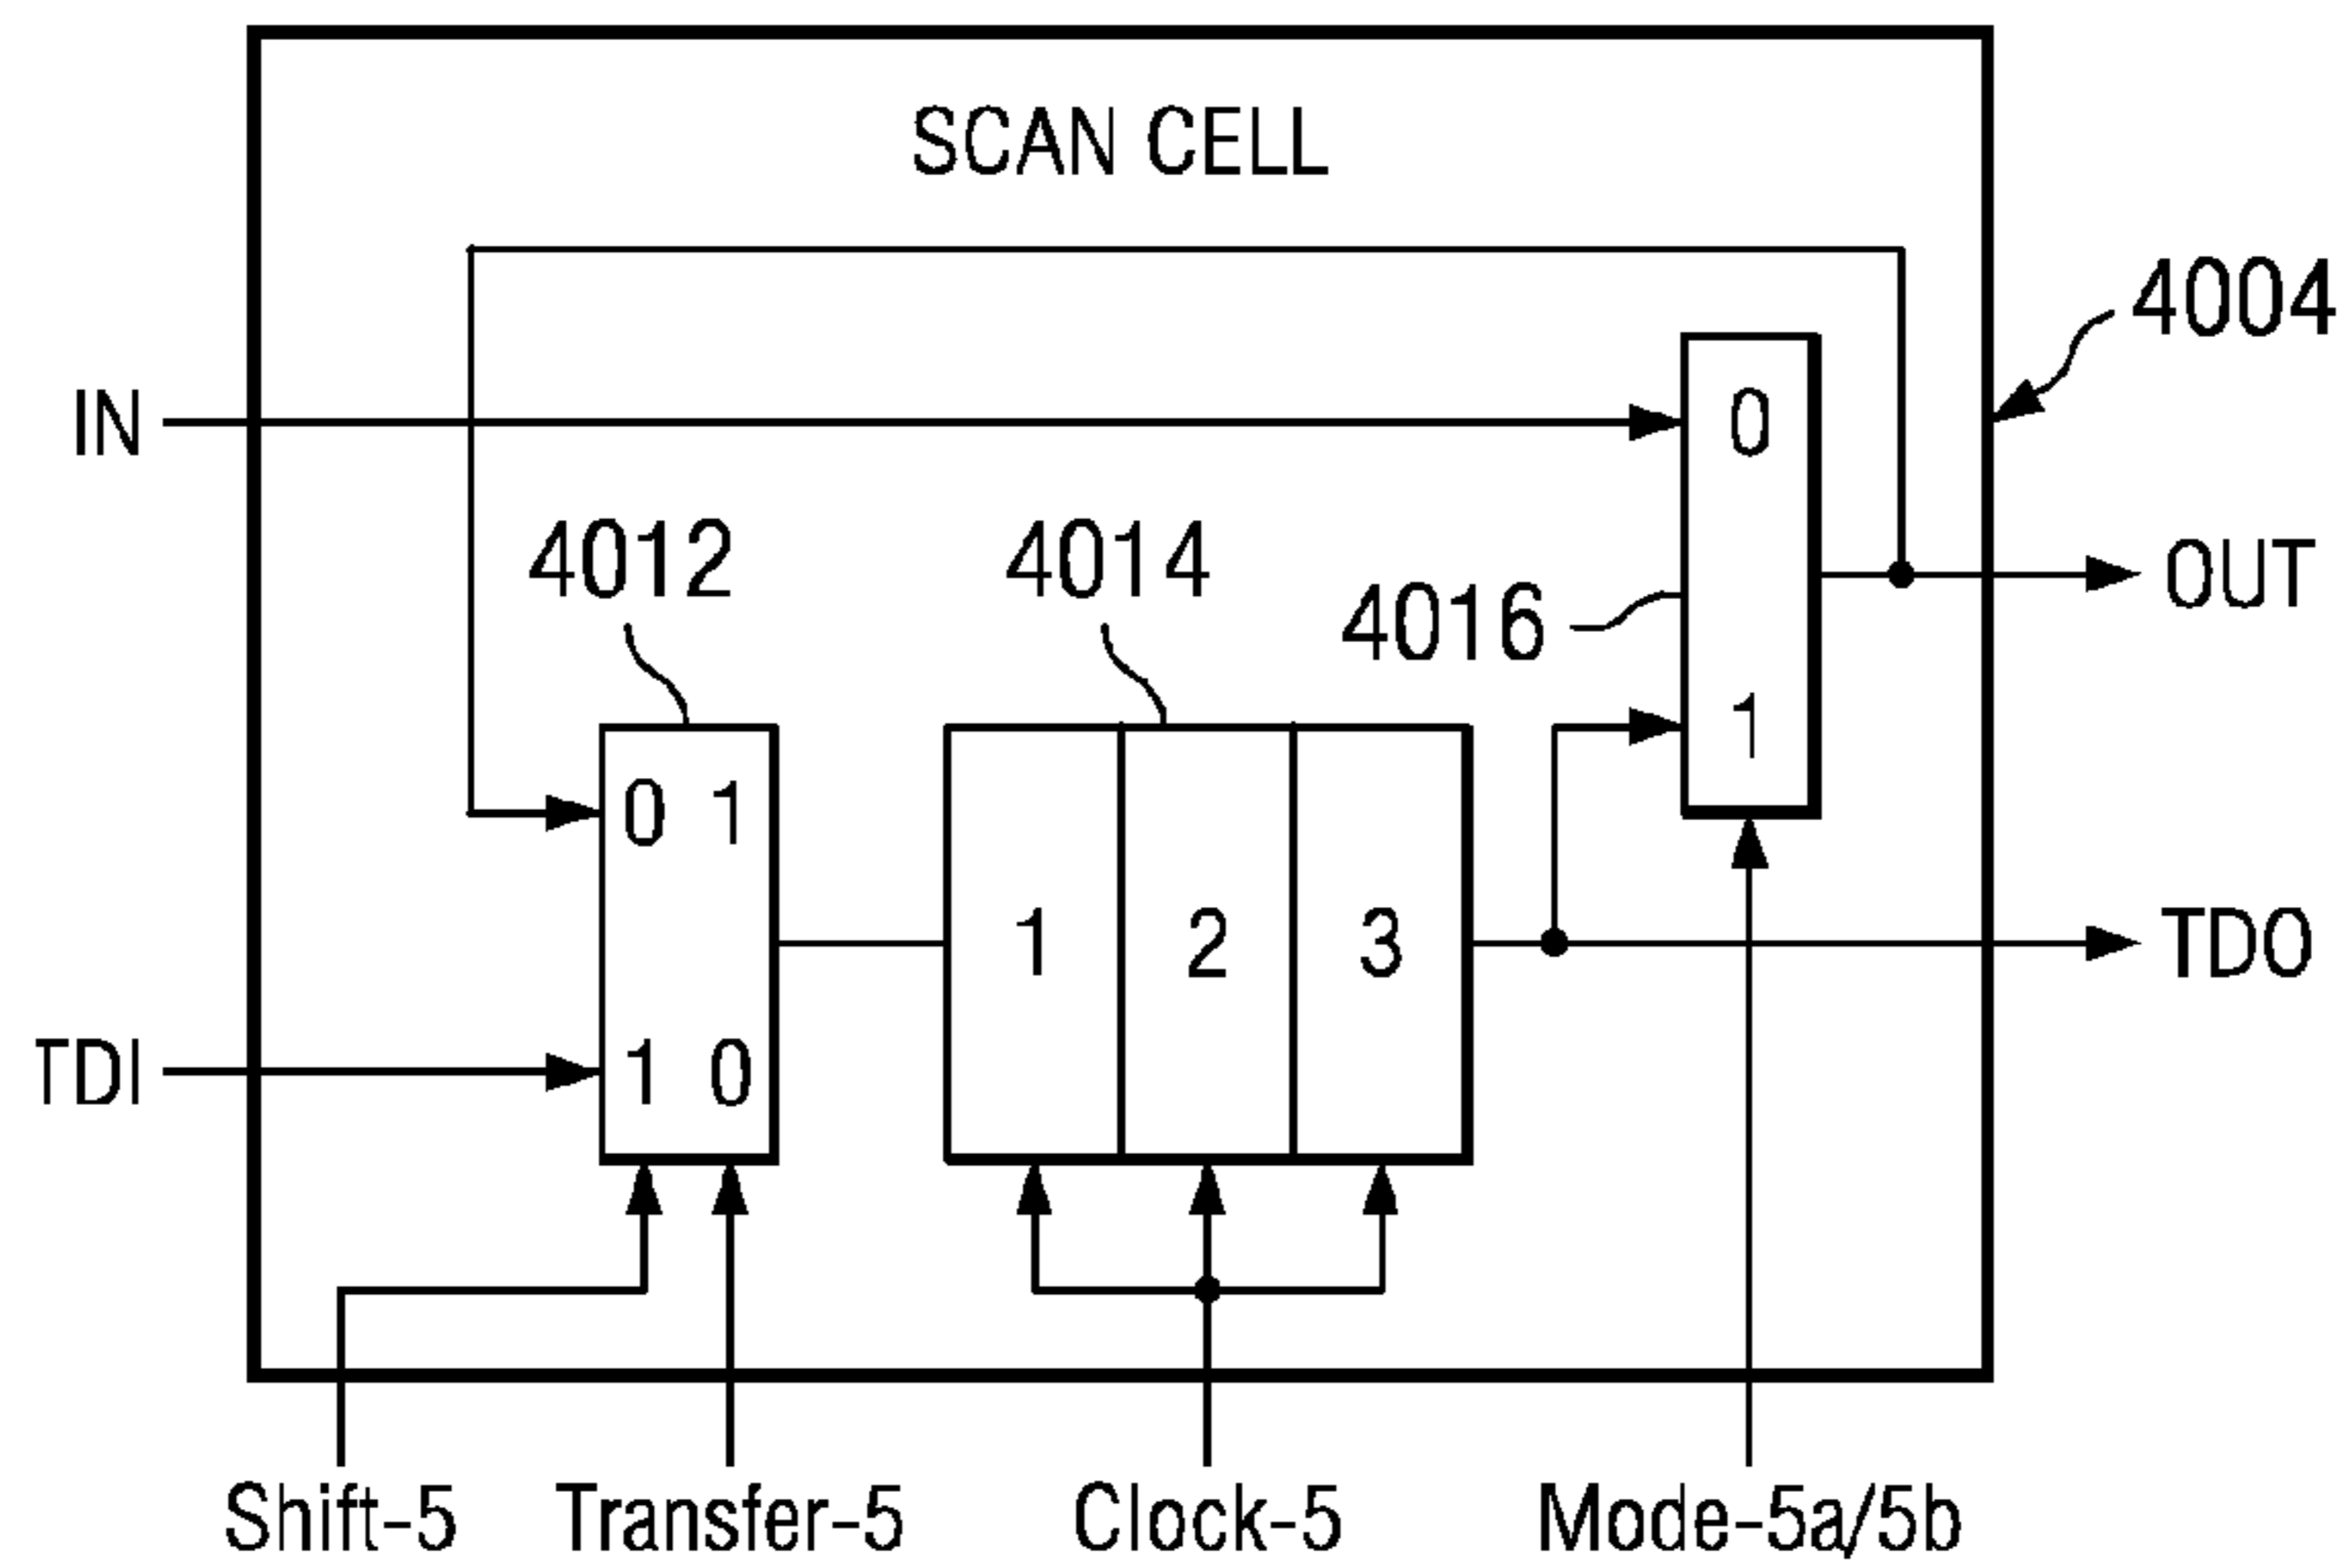 SCAN CELL
4004
IN
0
4012
4014
4016
OUT
1
0 1
1
2
3
TDO
TDI
1 0
Shift-5
Transfer-5
Clock-5
Mode-5a/5b